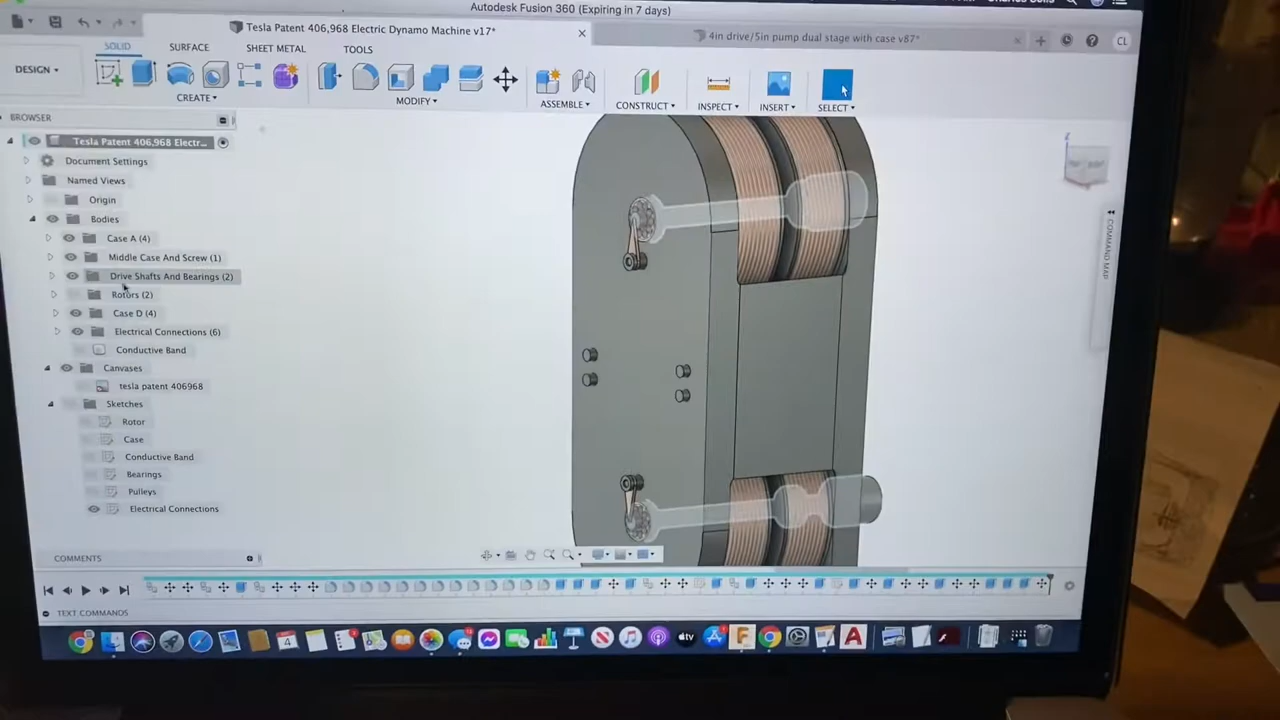 Autodesk Fusion 360 (Expiring in 7 days)
Tesla Patent 406,968 Electric Dynamo Machine v17*
4in drive/5in pump dual stage with case v87*
CL
SOLID
SURFACE
SHEET METAL
TOOLS
DESIGN
CREATE
MODIFY
ASSEMBLE
CONSTRUCT
INSPECT
INSERT
SELECT
BROWSER
Tesla Patent 406,968 Electr...
Document Settings
Named Views
Origin
Bodies
Case A (4)
Middle Case And Screw (1)
Drive Shafts And Bearings (2)
Rotors (2)
Case D (4)
Electrical Connections (6)
Conductive Band
Canvases
tesla patent 406968
Sketches
Rotor
Case
Conductive Band
Bearings
Pulleys
Electrical Connections
COMMAND MAP
COMMENTS
TEXT COMMANDS